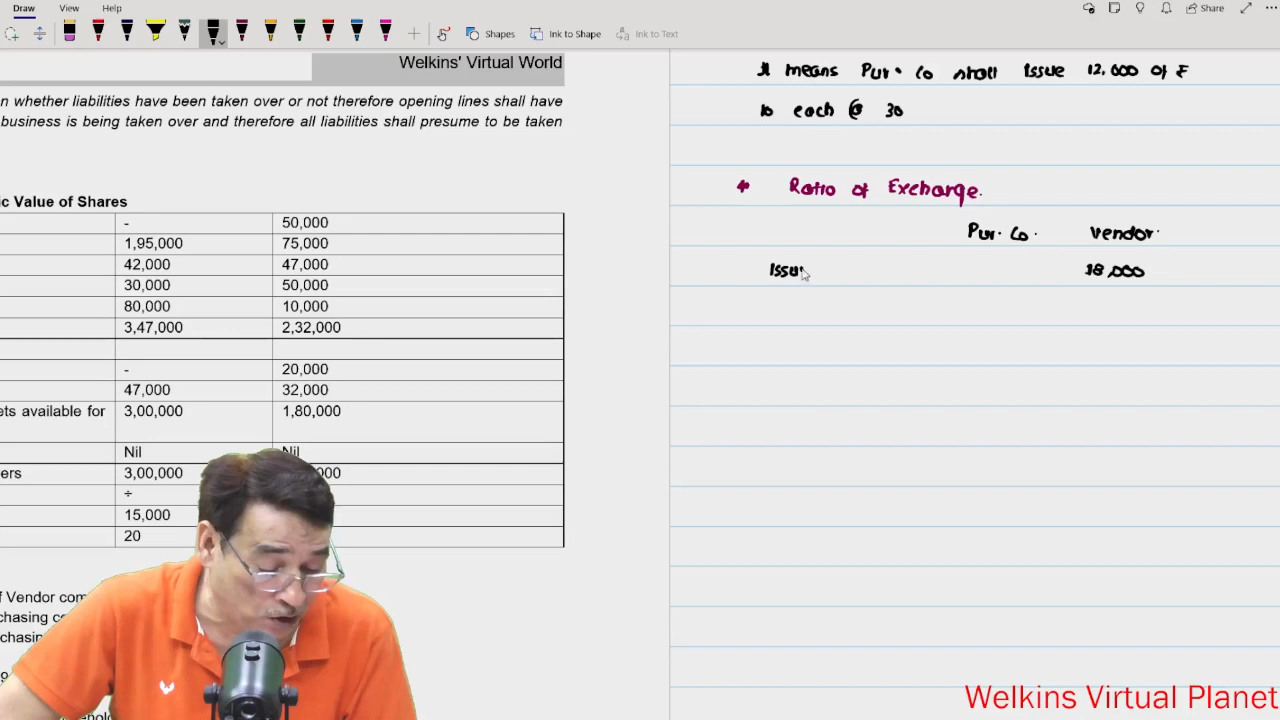 Draw View Help
Share
Shapes Ink to Shape Ink to Text
Welkins' Virtual World
n whether liabilities have been taken over or not therefore opening lines shall have
business is being taken over and therefore all liabilities shall presume to be taken
ic Value of Shares
- 50,000
1,95,000 75,000
42,000 47,000
30,000 50,000
80,000 10,000
3,47,000 2,32,000
- 20,000
47,000 32,000
ets available for 3,00,000 1,80,000
Nil Nil
ers 3,00,000 000
÷
15,000
20
f Vendor com
chasing co
chasin
It means Pur. Co shall Issue 12,000 of ₹
10 each @ 30
* Ratio of Exchange.
Pur. Co. Vendor.
Issu 18,000
Welkins Virtual Planet